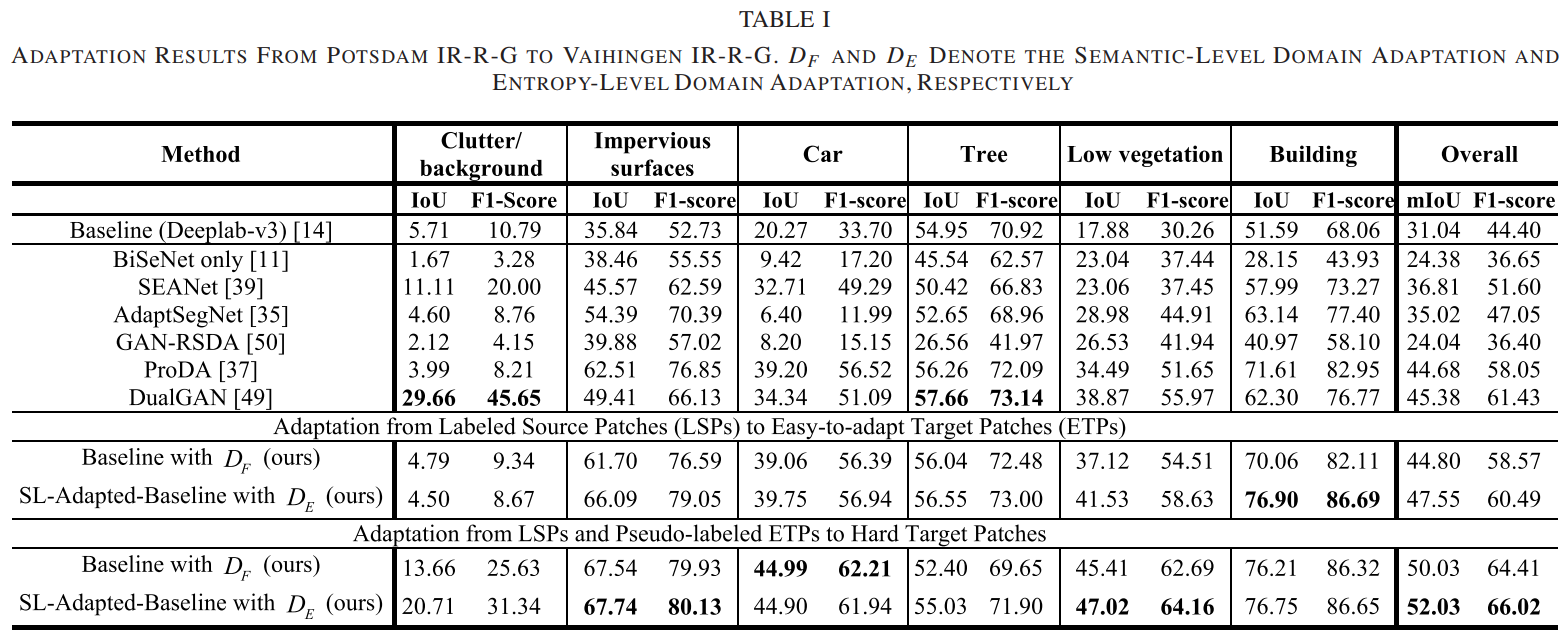 TABLE I
ADAPTATION RESULTS FROM POTSDAM IR-R-G TO VAIHINGEN IR-R-G. D_F AND D_E DENOTE THE SEMANTIC-LEVEL DOMAIN ADAPTATION AND
ENTROPY-LEVEL DOMAIN ADAPTATION, RESPECTIVELY
Method Clutter/ background Impervious surfaces Car Tree Low vegetation Building Overall
IoU F1-Score IoU F1-score IoU F1-score IoU F1-score IoU F1-score IoU F1-score mIoU F1-score
Baseline (Deeplab-v3) [14] 5.71 10.79 35.84 52.73 20.27 33.70 54.95 70.92 17.88 30.26 51.59 68.06 31.04 44.40
BiSeNet only [11] 1.67 3.28 38.46 55.55 9.42 17.20 45.54 62.57 23.04 37.44 28.15 43.93 24.38 36.65
SEANet [39] 11.11 20.00 45.57 62.59 32.71 49.29 50.42 66.83 23.06 37.45 57.99 73.27 36.81 51.60
AdaptSegNet [35] 4.60 8.76 54.39 70.39 6.40 11.99 52.65 68.96 28.98 44.91 63.14 77.40 35.02 47.05
GAN-RSDA [50] 2.12 4.15 39.88 57.02 8.20 15.15 26.56 41.97 26.53 41.94 40.97 58.10 24.04 36.40
ProDA [37] 3.99 8.21 62.51 76.85 39.20 56.52 56.26 72.09 34.49 51.65 71.61 82.95 44.68 58.05
DualGAN [49] 29.66 45.65 49.41 66.13 34.34 51.09 57.66 73.14 38.87 55.97 62.30 76.77 45.38 61.43
Adaptation from Labeled Source Patches (LSPs) to Easy-to-adapt Target Patches (ETPs)
Baseline with D_F (ours) 4.79 9.34 61.70 76.59 39.06 56.39 56.04 72.48 37.12 54.51 70.06 82.11 44.80 58.57
SL-Adapted-Baseline with D_E (ours) 4.50 8.67 66.09 79.05 39.75 56.94 56.55 73.00 41.53 58.63 76.90 86.69 47.55 60.49
Adaptation from LSPs and Pseudo-labeled ETPs to Hard Target Patches
Baseline with D_F (ours) 13.66 25.63 67.54 79.93 44.99 62.21 52.40 69.65 45.41 62.69 76.21 86.32 50.03 64.41
SL-Adapted-Baseline with D_E (ours) 20.71 31.34 67.74 80.13 44.90 61.94 55.03 71.90 47.02 64.16 76.75 86.65 52.03 66.02